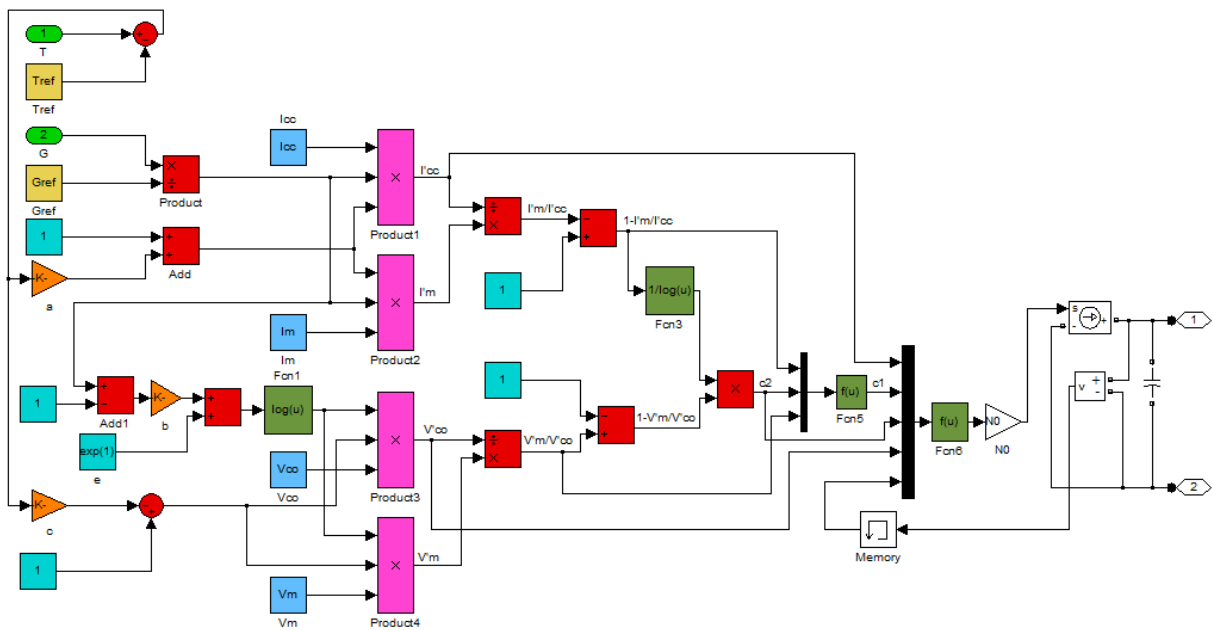 1
T
Tref
Tref
2
G
Gref
Gref
Product
1
Add
-K-
a
Icc
Icc
Product1
I'cc
Product2
I'm
Im
Im
I'm/I'cc
1-I'm/I'cc
1
1/log(u)
Fcn3
1
Add1
-K-
b
exp(1)
e
Fcn1
log(u)
Vco
Vco
Product3
V'co
-K-
c
1
Vm
Vm
Product4
V'm
V'm/V'co
1
1-V'm/V'co
c2
f(u)
Fcn5
c1
f(u)
Fcn6
N0
N0
Memory
s
-
+
v
+
-
1
2